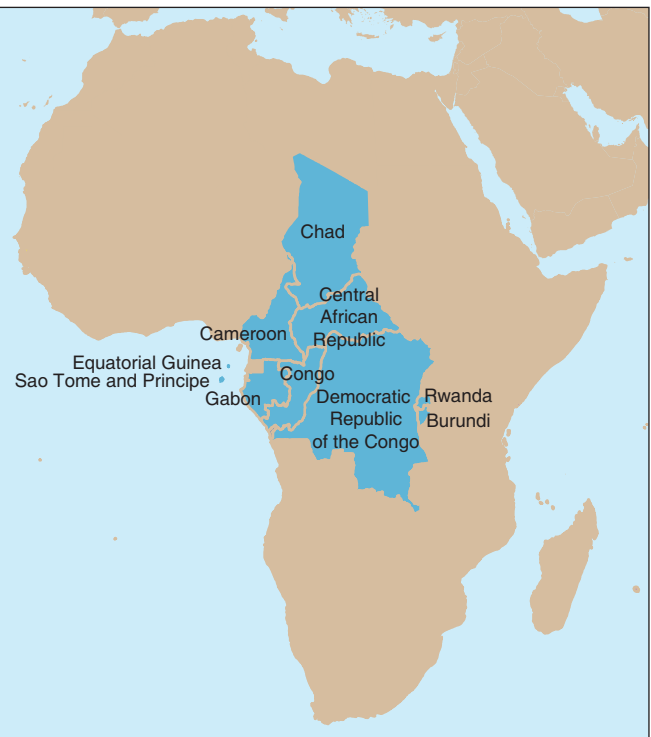 Chad
Central
African
Republic
Cameroon
Equatorial Guinea
Sao Tome and Principe
Congo
Gabon
Democratic
Republic
of the Congo
Rwanda
Burundi